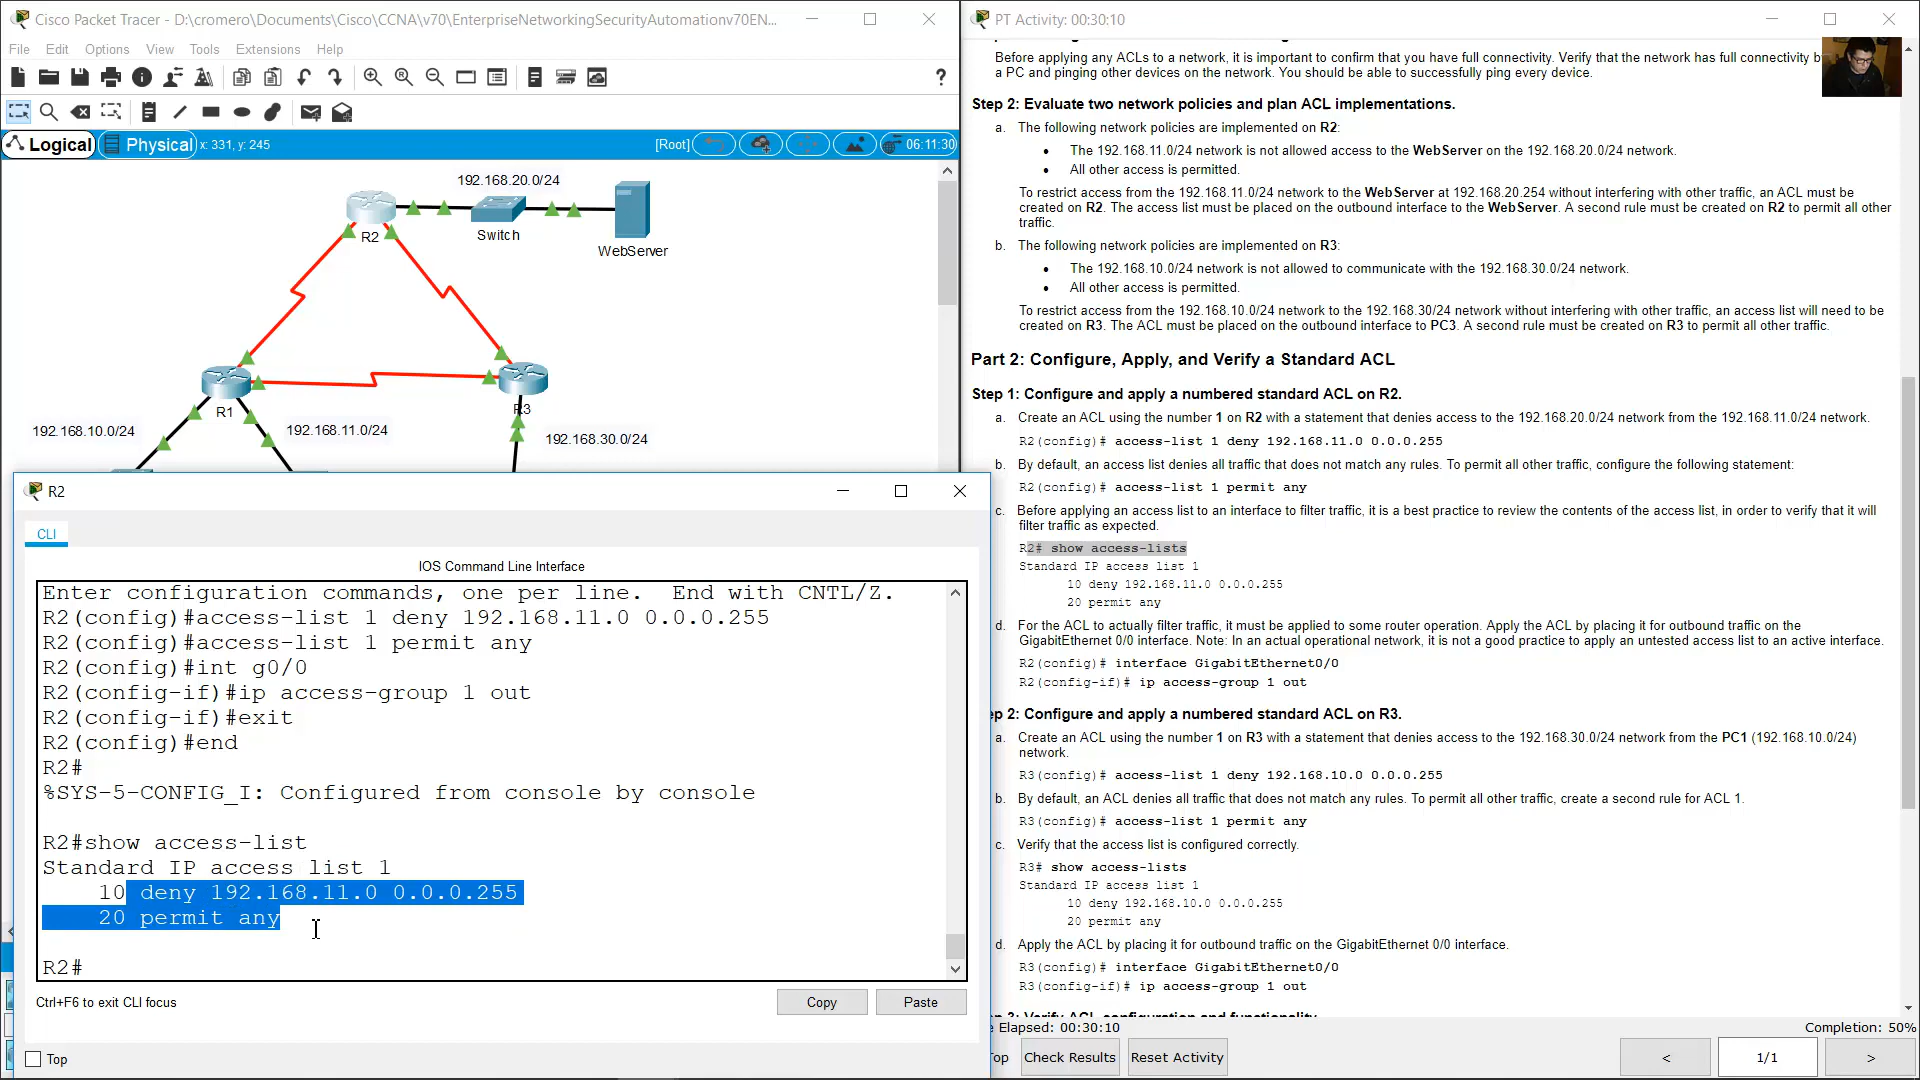 Cisco Packet Tracer - D:\cromero\Documents\Cisco\CCNA\v70\EnterpriseNetworkingSecurityAutomationv70EN...
File Edit Options View Tools Extensions Help
Logical
Physical
x: 331, y: 245
[Root]
06:11:30
192.168.20.0/24
R2
Switch
WebServer
R1
R3
192.168.10.0/24
192.168.11.0/24
192.168.30.0/24
R2
CLI
IOS Command Line Interface
Enter configuration commands, one per line.  End with CNTL/Z.
R2(config)#access-list 1 deny 192.168.11.0 0.0.0.255
R2(config)#access-list 1 permit any
R2(config)#int g0/0
R2(config-if)#ip access-group 1 out
R2(config-if)#exit
R2(config)#end
R2#
%SYS-5-CONFIG_I: Configured from console by console
R2#show access-list
Standard IP access list 1
    10 deny 192.168.11.0 0.0.0.255
    20 permit any
R2#
Ctrl+F6 to exit CLI focus
Copy
Paste
Top
PT Activity: 00:30:10
Before applying any ACLs to a network, it is important to confirm that you have full connectivity. Verify that the network has full connectivity
a PC and pinging other devices on the network. You should be able to successfully ping every device.
Step 2: Evaluate two network policies and plan ACL implementations.
a. The following network policies are implemented on R2:
• The 192.168.11.0/24 network is not allowed access to the WebServer on the 192.168.20.0/24 network.
• All other access is permitted.
To restrict access from the 192.168.11.0/24 network to the WebServer at 192.168.20.254 without interfering with other traffic, an ACL must be
created on R2. The access list must be placed on the outbound interface to the WebServer. A second rule must be created on R2 to permit all other
traffic.
b. The following network policies are implemented on R3:
• The 192.168.10.0/24 network is not allowed to communicate with the 192.168.30.0/24 network.
• All other access is permitted.
To restrict access from the 192.168.10.0/24 network to the 192.168.30/24 network without interfering with other traffic, an access list will need to be
created on R3. The ACL must be placed on the outbound interface to PC3. A second rule must be created on R3 to permit all other traffic.
Part 2: Configure, Apply, and Verify a Standard ACL
Step 1: Configure and apply a numbered standard ACL on R2.
a. Create an ACL using the number 1 on R2 with a statement that denies access to the 192.168.20.0/24 network from the 192.168.11.0/24 network.
R2(config)# access-list 1 deny 192.168.11.0 0.0.0.255
b. By default, an access list denies all traffic that does not match any rules. To permit all other traffic, configure the following statement:
R2(config)# access-list 1 permit any
c. Before applying an access list to an interface to filter traffic, it is a best practice to review the contents of the access list, in order to verify that it will
filter traffic as expected.
R2# show access-lists
Standard IP access list 1
10 deny 192.168.11.0 0.0.0.255
20 permit any
d. For the ACL to actually filter traffic, it must be applied to some router operation. Apply the ACL by placing it for outbound traffic on the
GigabitEthernet 0/0 interface. Note: In an actual operational network, it is not a good practice to apply an untested access list to an active interface.
R2(config)# interface GigabitEthernet0/0
R2(config-if)# ip access-group 1 out
ep 2: Configure and apply a numbered standard ACL on R3.
a. Create an ACL using the number 1 on R3 with a statement that denies access to the 192.168.30.0/24 network from the PC1 (192.168.10.0/24)
network.
R3(config)# access-list 1 deny 192.168.10.0 0.0.0.255
b. By default, an ACL denies all traffic that does not match any rules. To permit all other traffic, create a second rule for ACL 1.
R3(config)# access-list 1 permit any
c. Verify that the access list is configured correctly.
R3# show access-lists
Standard IP access list 1
10 deny 192.168.10.0 0.0.0.255
20 permit any
d. Apply the ACL by placing it for outbound traffic on the GigabitEthernet 0/0 interface.
R3(config)# interface GigabitEthernet0/0
R3(config-if)# ip access-group 1 out
p 3: Verify ACL configuration and functionality
e Elapsed: 00:30:10
Completion: 50%
op
Check Results
Reset Activity
<
1/1
>